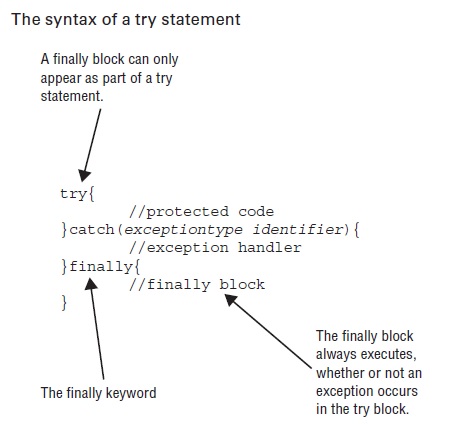 The syntax of a try statement
A finally block can only
appear as part of a try
statement.
try{
//protected code
}catch(exceptiontype identifier){
//exception handler
}finally{
//finally block
}
The finally block
always executes,
whether or not an
exception occurs
in the try block.
The finally keyword